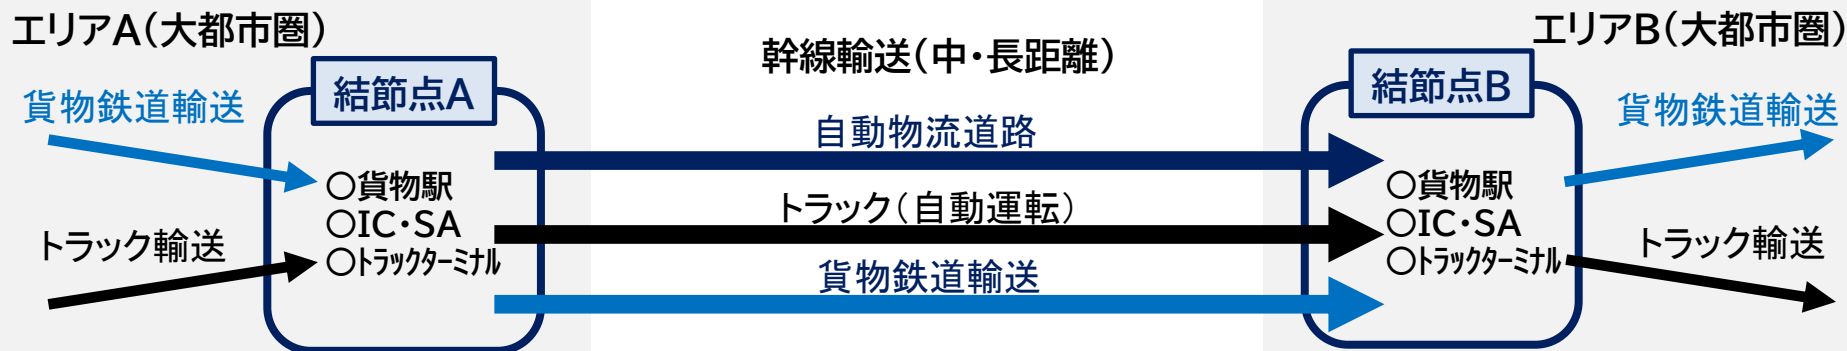 エリアA(大都市圏)
幹線輸送(中・長距離)
エリアB(大都市圏)
結節点A
結節点B
貨物鉄道輸送
トラック輸送
○貨物駅
○IC・SA
○ﾄﾗｯｸﾀｰﾐﾅﾙ
自動物流道路
トラック(自動運転)
貨物鉄道輸送
○貨物駅
○IC・SA
○ﾄﾗｯｸﾀｰﾐﾅﾙ
貨物鉄道輸送
トラック輸送